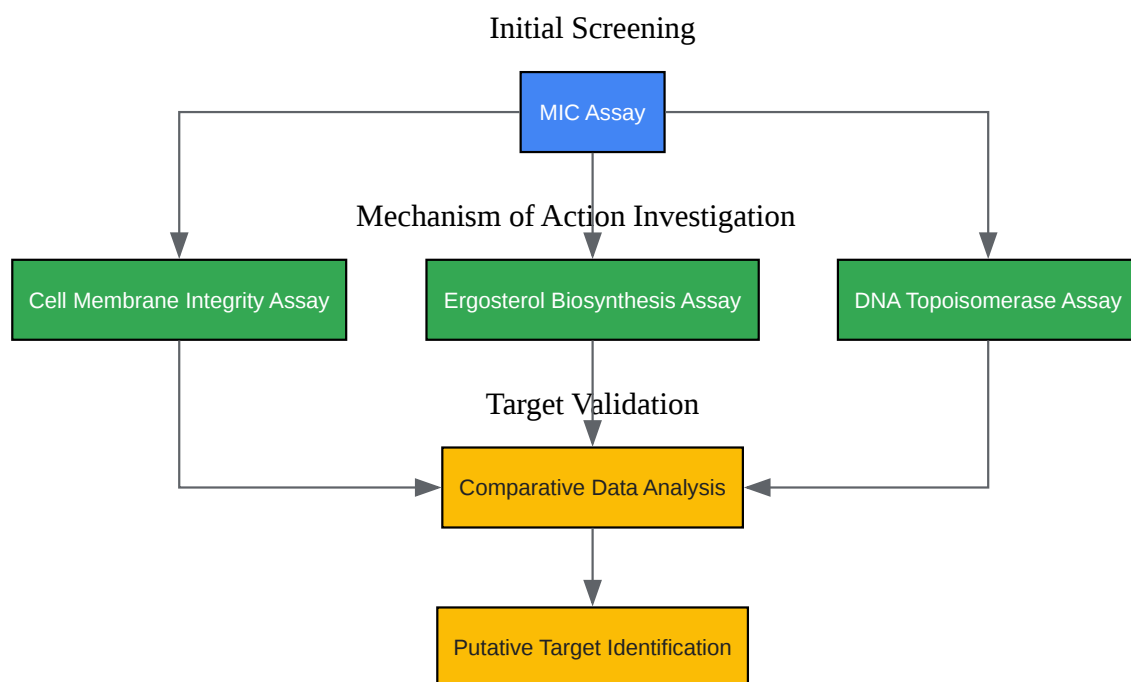 Initial Screening
MIC Assay
Mechanism of Action Investigation
Cell Membrane Integrity Assay
Ergosterol Biosynthesis Assay
DNA Topoisomerase Assay
Target Validation
Comparative Data Analysis
Putative Target Identification